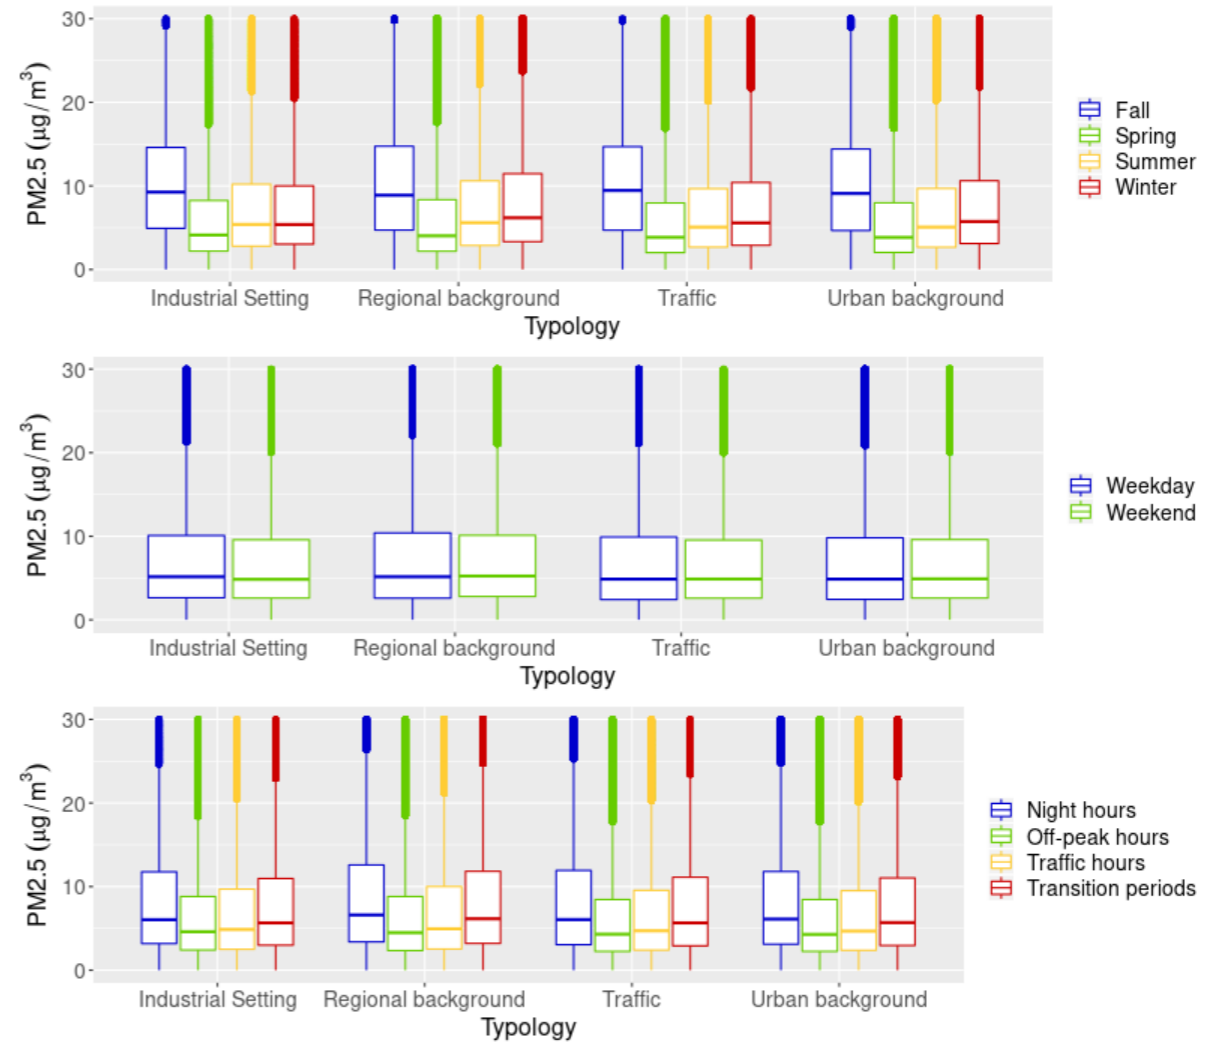 30
20
10
0
PM2.5 (µg/m³)
Industrial Setting
Regional background
Traffic
Urban background
Typology
Fall
Spring
Summer
Winter
30
20
10
0
PM2.5 (µg/m³)
Industrial Setting
Regional background
Traffic
Urban background
Typology
Weekday
Weekend
30
20
10
0
PM2.5 (µg/m³)
Industrial Setting
Regional background
Traffic
Urban background
Typology
Night hours
Off-peak hours
Traffic hours
Transition periods